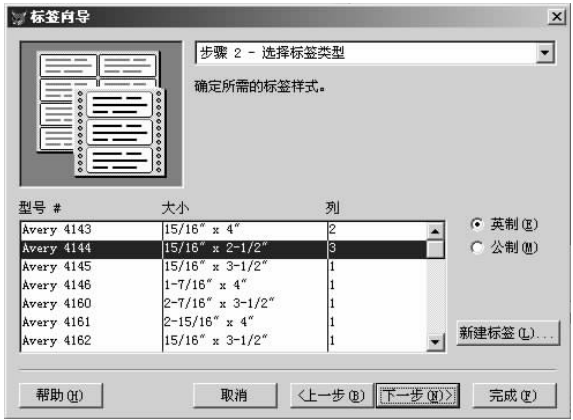 标签向导
步骤 2 - 选择标签类型
确定所需的标签样式。
型号 # 大小 列
Avery 4143 15/16" x 4" 2
Avery 4144 15/16" x 2-1/2" 3
Avery 4145 15/16" x 3-1/2" 1
Avery 4146 1-7/16" x 4" 1
Avery 4160 2-7/16" x 3-1/2" 1
Avery 4161 2-15/16" x 4" 1
Avery 4162 15/16" x 3-1/2" 1
英制(E)
公制(M)
新建标签(L)...
帮助(H) 取消 <上一步(B) 下一步(N)> 完成(F)